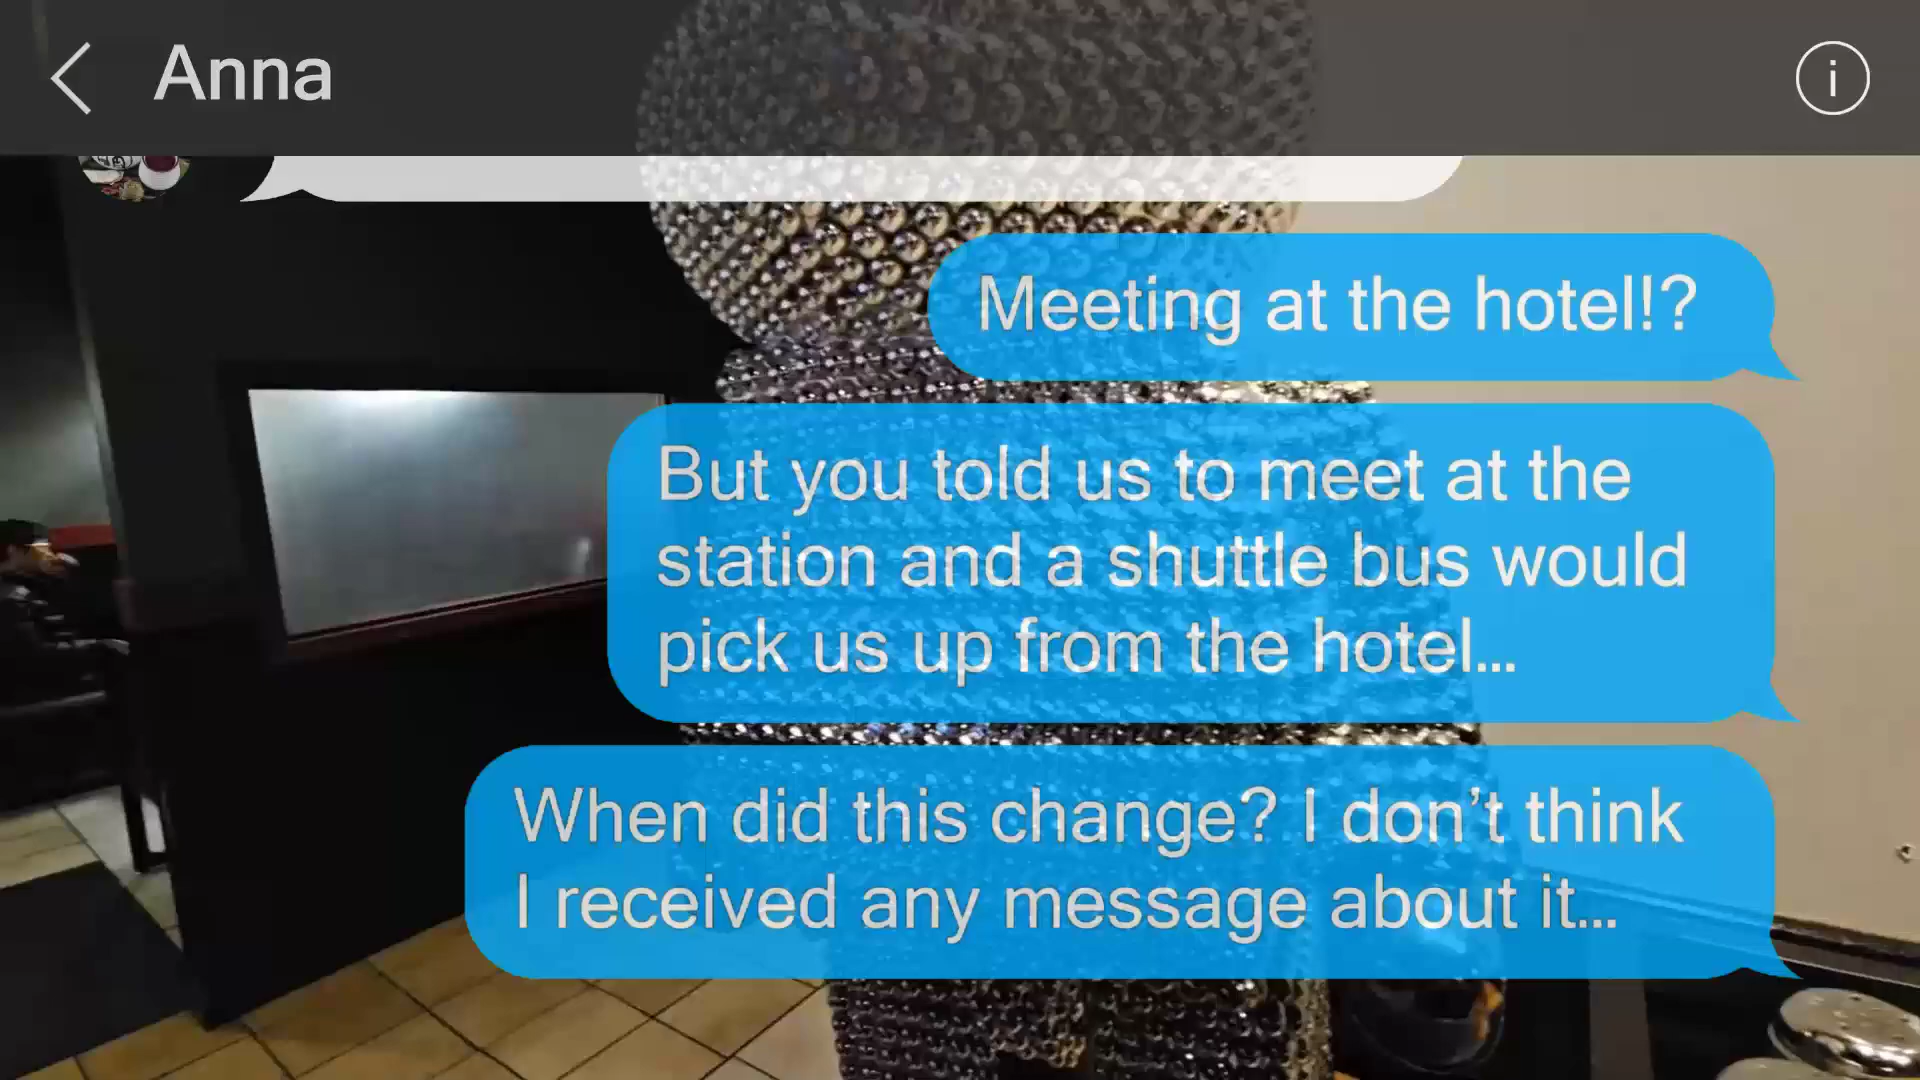 Anna
Meeting at the hotel!?
But you told us to meet at the
station and a shuttle bus would
pick us up from the hotel...
When did this change? I don’t think
I received any message about it...